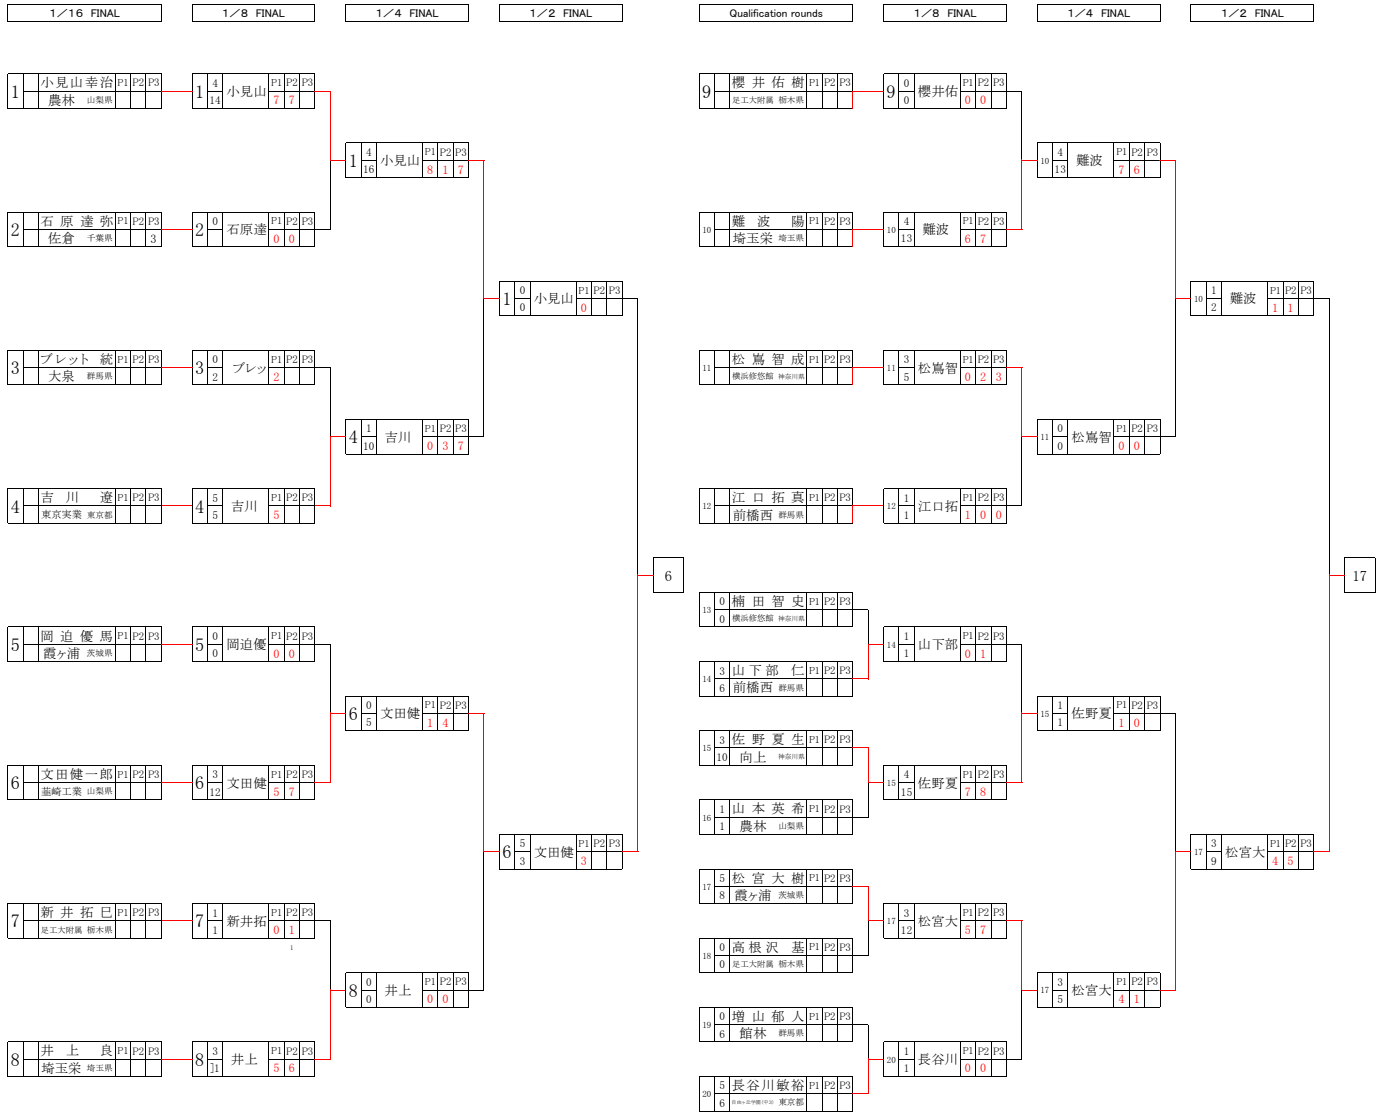 1／16 FINAL
1／8 FINAL
1／4 FINAL
1／2 FINAL
Qualification rounds
1／8 FINAL
1／4 FINAL
1／2 FINAL
1 小見山幸治 P1 P2 P3
農林 山梨県
1 4 小見山 P1 P2 P3
14 7 7
9 櫻井佑樹 P1 P2 P3
足工大附属 栃木県
9 0 櫻井佑 P1 P2 P3
0 0 0
1 4 小見山 P1 P2 P3
16 8 1 7
10 4 難波 P1 P2 P3
13 7 6
2 石原達弥 P1 P2 P3
佐倉 千葉県 3
2 0 石原達 P1 P2 P3
0 0
10 難波陽 P1 P2 P3
埼玉栄 埼玉県
10 4 難波 P1 P2 P3
13 6 7
1 0 小見山 P1 P2 P3
0 0
10 1 難波 P1 P2 P3
2 1 1
3 ブレット 統 P1 P2 P3
大泉 群馬県
3 0 ブレッ P1 P2 P3
2 2
11 松嶌智成 P1 P2 P3
横浜修悠館 神奈川県
11 3 松嶌智 P1 P2 P3
5 0 2 3
4 1 吉川 P1 P2 P3
10 0 3 7
11 0 松嶌智 P1 P2 P3
0 0 0
4 吉川遼 P1 P2 P3
東京実業 東京都
4 5 吉川 P1 P2 P3
5 5
12 江口拓真 P1 P2 P3
前橋西 群馬県
12 1 江口拓 P1 P2 P3
1 1 0 0
6
17
13 0 楠田智史 P1 P2 P3
0 横浜修悠館 神奈川県
5 岡迫優馬 P1 P2 P3
霞ヶ浦 茨城県
5 0 岡迫優 P1 P2 P3
0 0 0
14 1 山下部 P1 P2 P3
1 0 1
14 3 山下部仁 P1 P2 P3
6 前橋西 群馬県
6 0 文田健 P1 P2 P3
5 1 4
15 1 佐野夏 P1 P2 P3
1 1 0
15 3 佐野夏生 P1 P2 P3
10 向上 神奈川県
6 文田健一郎 P1 P2 P3
韮崎工業 山梨県
6 3 文田健 P1 P2 P3
12 5 7
15 4 佐野夏 P1 P2 P3
15 7 8
16 1 山本英希 P1 P2 P3
1 農林 山梨県
6 5 文田健 P1 P2 P3
3 3
17 3 松宮大 P1 P2 P3
9 4 5
17 5 松宮大樹 P1 P2 P3
8 霞ヶ浦 茨城県
7 新井拓巳 P1 P2 P3
足工大附属 栃木県
7 1 新井拓 P1 P2 P3
1 0 1
1
17 3 松宮大 P1 P2 P3
12 5 7
18 0 高根沢基 P1 P2 P3
0 足工大附属 栃木県
8 0 井上 P1 P2 P3
0 0 0
17 3 松宮大 P1 P2 P3
5 4 1
19 0 増山郁人 P1 P2 P3
6 館林 群馬県
8 井上良 P1 P2 P3
埼玉栄 埼玉県
8 3 井上 P1 P2 P3
]1 5 6
20 1 長谷川 P1 P2 P3
1 0 0
20 5 長谷川敏裕 P1 P2 P3
6 東京都